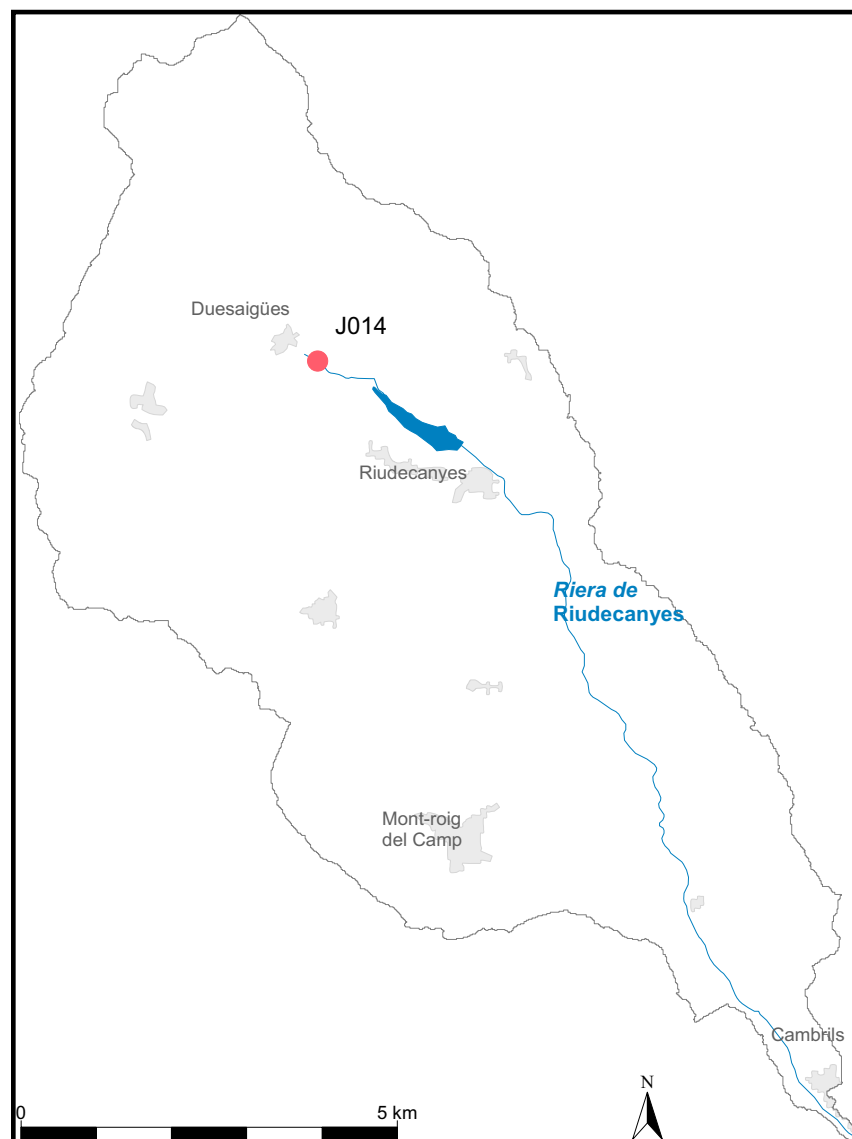 Duesaigües
J014
Riudecanyes
Riera de
Riudecanyes
Mont-roig
del Camp
Cambrils
0
5 km
N